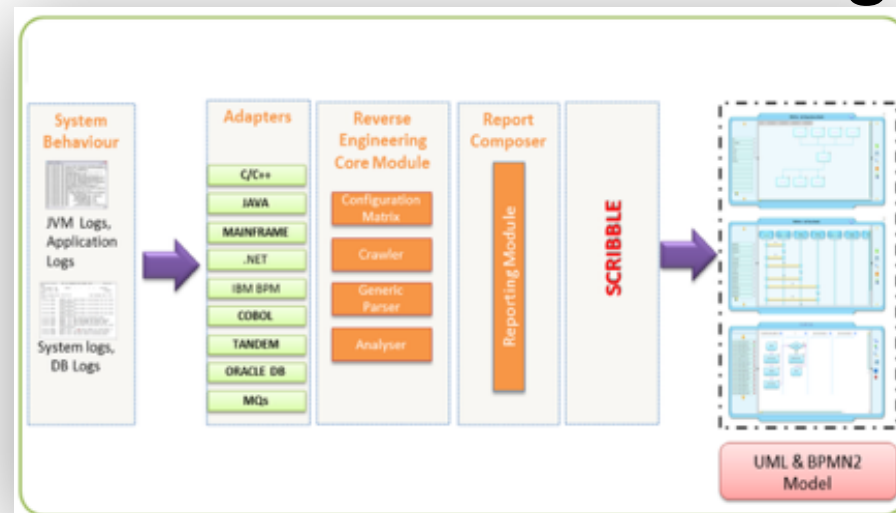 System
Behaviour
JVM Logs,
Application
Logs
System logs,
DB Logs
Adapters
C/C++
JAVA
MAINFRAME
.NET
IBM BPM
COBOL
TANDEM
ORACLE DB
MQs
Reverse
Engineering
Core Module
Configuration
Matrix
Crawler
Generic
Parser
Analyser
Report
Composer
Reporting Module
SCRIBBLE
UML & BPMN2
Model